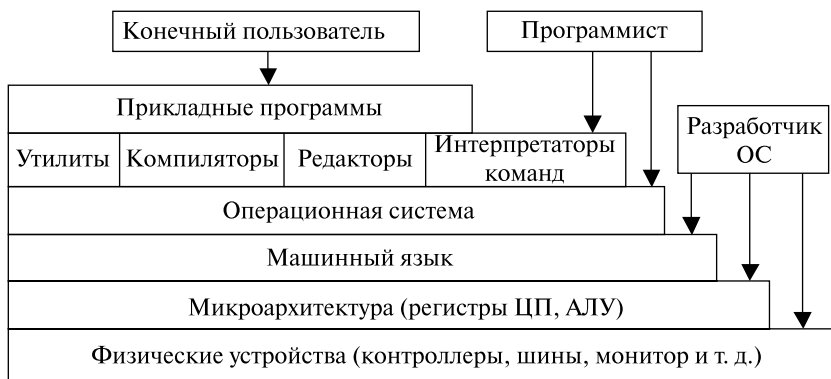 Конечный пользователь
Программист
Прикладные программы
Разработчик
ОС
Утилиты
Компиляторы
Редакторы
Интерпретаторы
команд
Операционная система
Машинный язык
Микроархитектура (регистры ЦП, АЛУ)
Физические устройства (контроллеры, шины, монитор и т. д.)